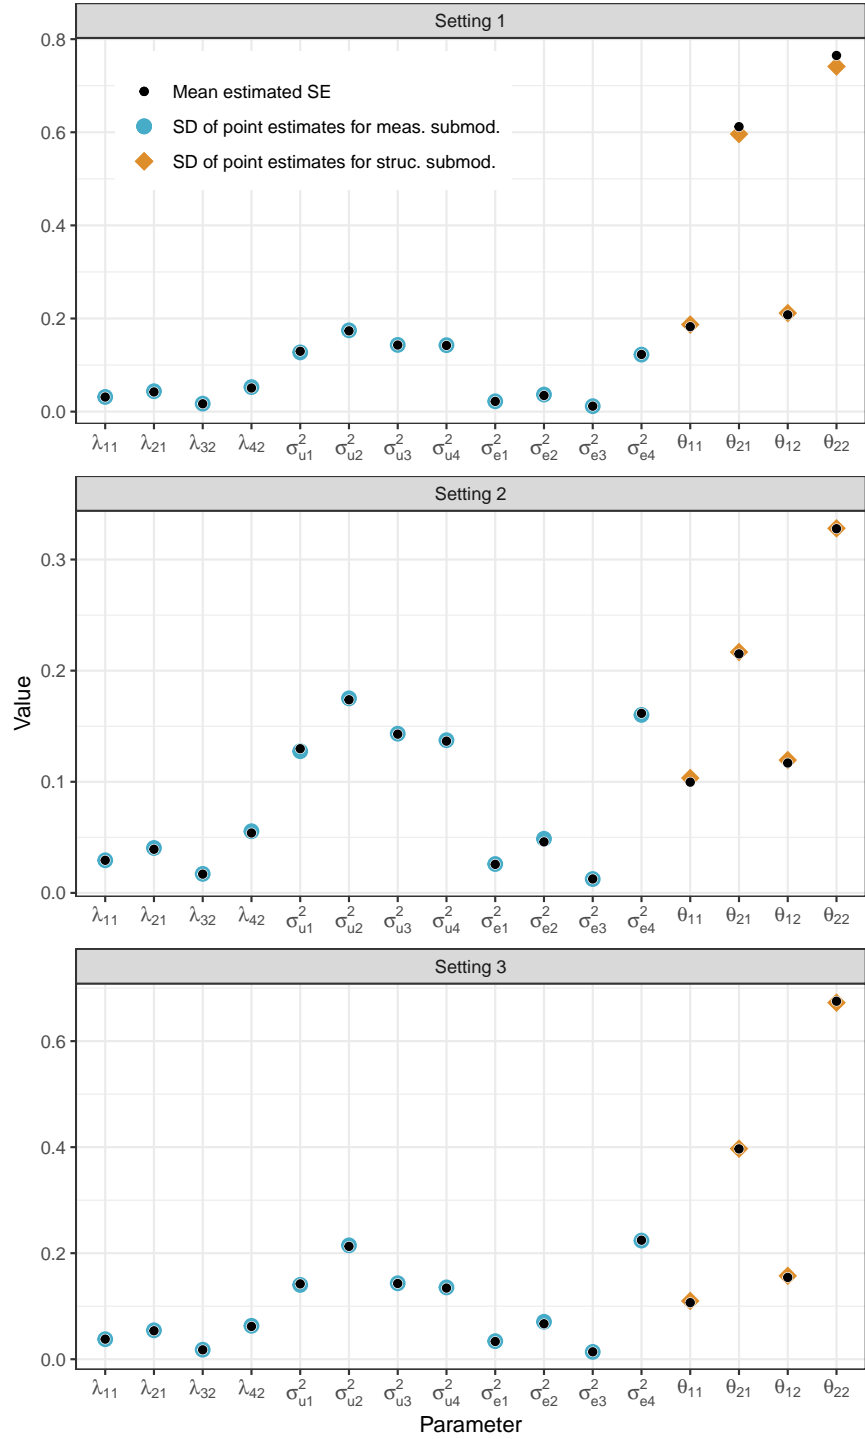 Setting 1
0.8
0.6
0.4
0.2
0.0
Mean estimated SE
SD of point estimates for meas. submod.
SD of point estimates for struc. submod.
λ₁₁ λ₂₁ λ₃₂ λ₄₂ σ²u1 σ²u2 σ²u3 σ²u4 σ²e1 σ²e2 σ²e3 σ²e4 θ₁₁ θ₂₁ θ₁₂ θ₂₂
Setting 2
0.3
0.2
0.1
0.0
Value
λ₁₁ λ₂₁ λ₃₂ λ₄₂ σ²u1 σ²u2 σ²u3 σ²u4 σ²e1 σ²e2 σ²e3 σ²e4 θ₁₁ θ₂₁ θ₁₂ θ₂₂
Setting 3
0.6
0.4
0.2
0.0
λ₁₁ λ₂₁ λ₃₂ λ₄₂ σ²u1 σ²u2 σ²u3 σ²u4 σ²e1 σ²e2 σ²e3 σ²e4 θ₁₁ θ₂₁ θ₁₂ θ₂₂
Parameter